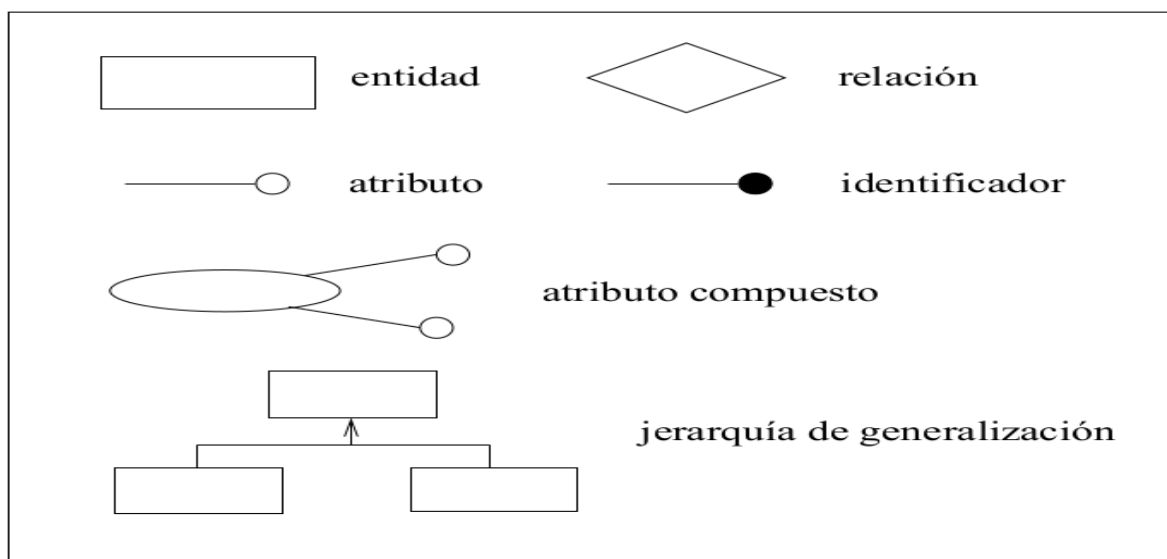 entidad
relación
atributo
identificador
atributo compuesto
jerarquía de generalización